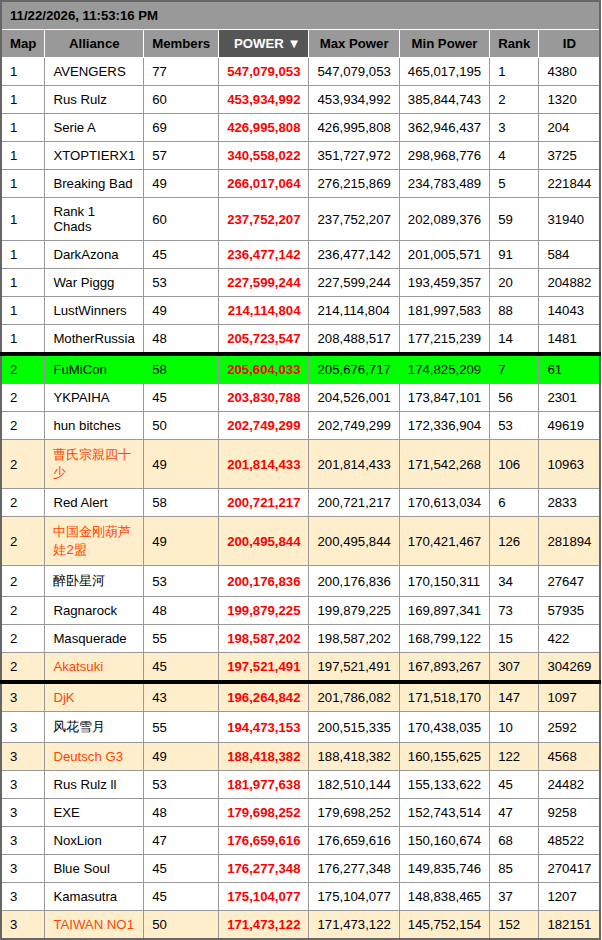 11/22/2026, 11:53:16 PM
Map Alliance Members POWER ▼ Max Power Min Power Rank ID
1 AVENGERS 77 547,079,053 547,079,053 465,017,195 1 4380
1 Rus Rulz 60 453,934,992 453,934,992 385,844,743 2 1320
1 Serie A 69 426,995,808 426,995,808 362,946,437 3 204
1 XTOPTIERX1 57 340,558,022 351,727,972 298,968,776 4 3725
1 Breaking Bad 49 266,017,064 276,215,869 234,783,489 5 221844
1 Rank 1 Chads 60 237,752,207 237,752,207 202,089,376 59 31940
1 DarkAzona 45 236,477,142 236,477,142 201,005,571 91 584
1 War Piggg 53 227,599,244 227,599,244 193,459,357 20 204882
1 LustWinners 49 214,114,804 214,114,804 181,997,583 88 14043
1 MotherRussia 48 205,723,547 208,488,517 177,215,239 14 1481
2 FuMiCon 58 205,604,033 205,676,717 174,825,209 7 61
2 YKPAIHA 45 203,830,788 204,526,001 173,847,101 56 2301
2 hun bitches 50 202,749,299 202,749,299 172,336,904 53 49619
2 曹氏宗親四十少 49 201,814,433 201,814,433 171,542,268 106 10963
2 Red Alert 58 200,721,217 200,721,217 170,613,034 6 2833
2 中国金刚葫芦娃2盟 49 200,495,844 200,495,844 170,421,467 126 281894
2 醉卧星河 53 200,176,836 200,176,836 170,150,311 34 27647
2 Ragnarock 48 199,879,225 199,879,225 169,897,341 73 57935
2 Masquerade 55 198,587,202 198,587,202 168,799,122 15 422
2 Akatsuki 45 197,521,491 197,521,491 167,893,267 307 304269
3 DjK 43 196,264,842 201,786,082 171,518,170 147 1097
3 风花雪月 55 194,473,153 200,515,335 170,438,035 10 2592
3 Deutsch G3 49 188,418,382 188,418,382 160,155,625 122 4568
3 Rus Rulz ll 53 181,977,638 182,510,144 155,133,622 45 24482
3 EXE 48 179,698,252 179,698,252 152,743,514 47 9258
3 NoxLion 47 176,659,616 176,659,616 150,160,674 68 48522
3 Blue Soul 45 176,277,348 176,277,348 149,835,746 85 270417
3 Kamasutra 45 175,104,077 175,104,077 148,838,465 37 1207
3 TAIWAN NO1 50 171,473,122 171,473,122 145,752,154 152 182151